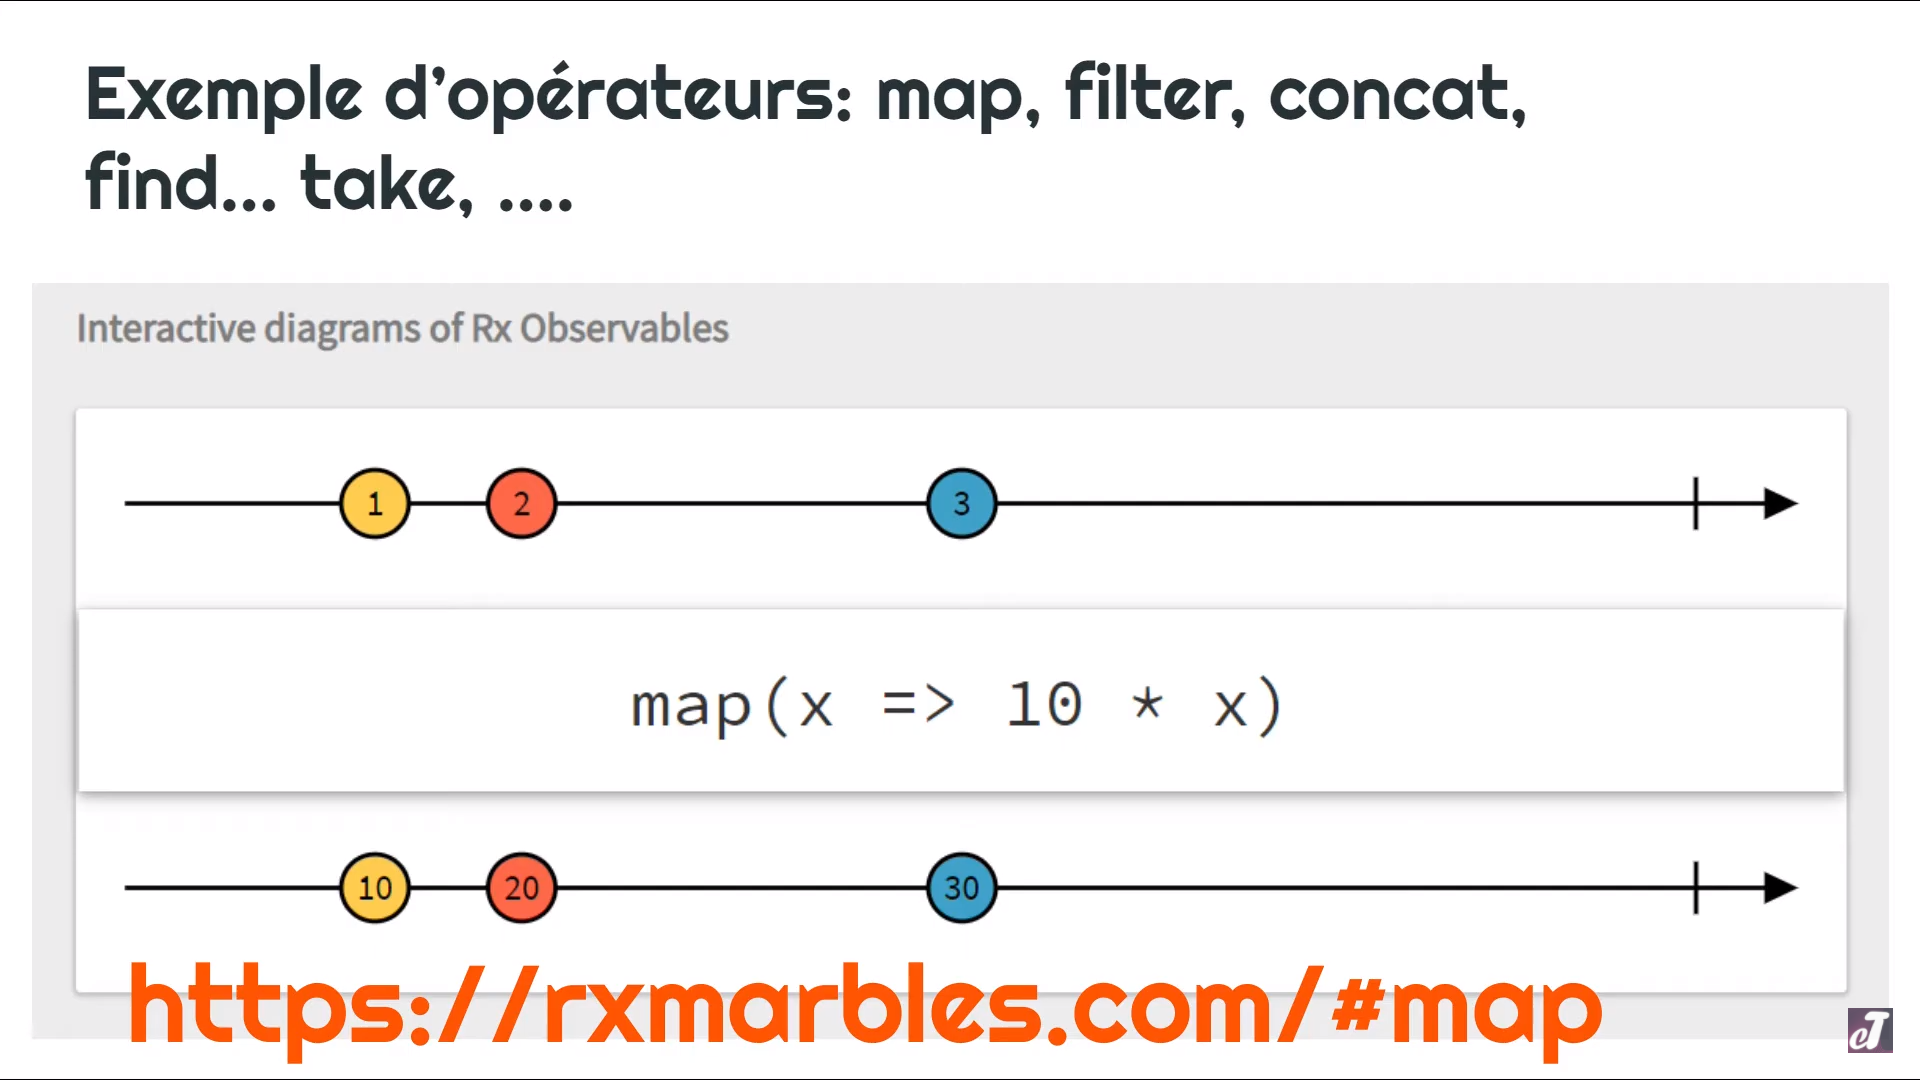 Exemple d’opérateurs: map, filter, concat,
find... take, ....
Interactive diagrams of Rx Observables
1 2 3
map(x => 10 * x)
10 20 30
https://rxmarbles.com/#map
eJ